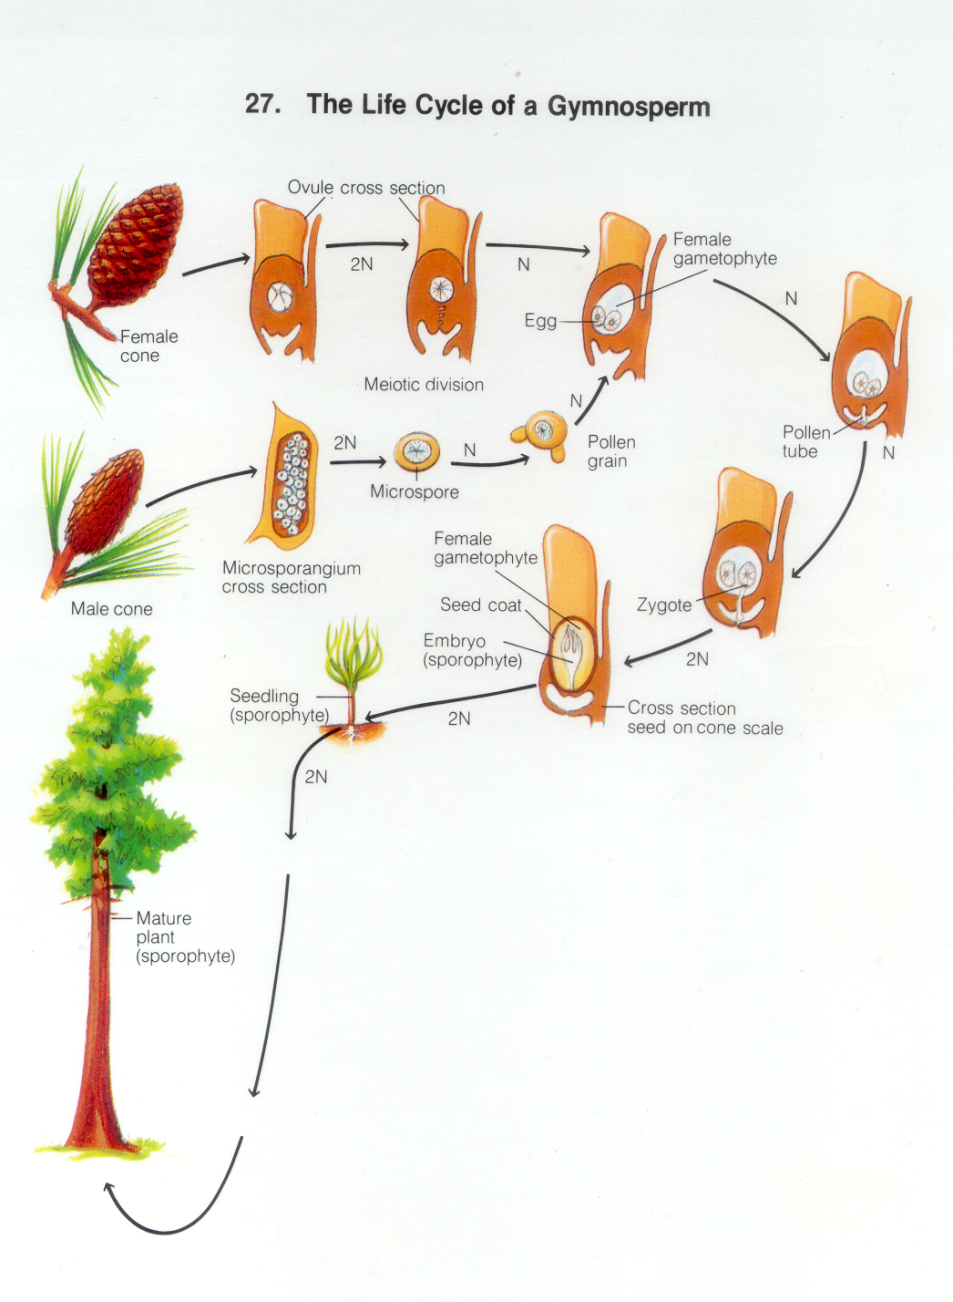 27. The Life Cycle of a Gymnosperm
Ovule cross section
2N
N
Female
gametophyte
N
Egg
Female
cone
Meiotic division
N
2N
N
Pollen
grain
Pollen
tube
N
Microspore
Female
gametophyte
Microsporangium
cross section
Seed coat
Zygote
Male cone
Embryo
(sporophyte)
2N
Seedling
(sporophyte)
2N
Cross section
seed on cone scale
2N
Mature
plant
(sporophyte)